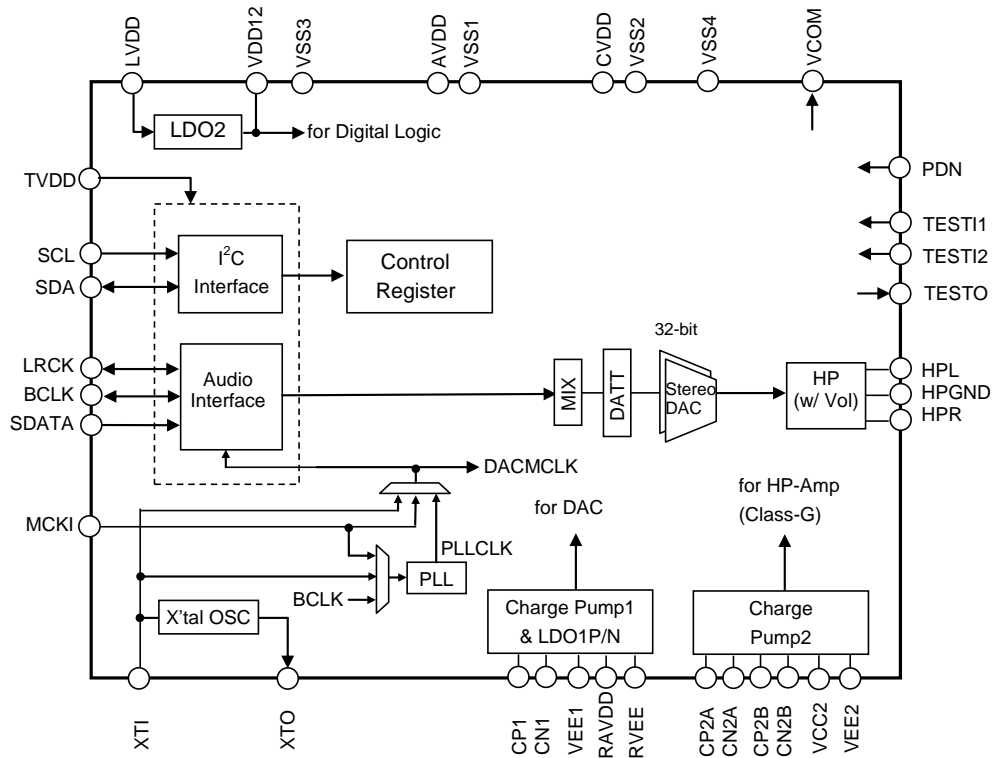 LVDD
VDD12
VSS3
AVDD
VSS1
CVDD
VSS2
VSS4
VCOM
LDO2
for Digital Logic
TVDD
PDN
TESTI1
TESTI2
TESTO
SCL
SDA
I²C
Interface
Control
Register
32-bit
LRCK
BCLK
SDATA
Audio
Interface
MIX
DATT
Stereo
DAC
HP
(w/ Vol)
HPL
HPGND
HPR
DACMCLK
MCKI
for DAC
for HP-Amp
(Class-G)
PLLCLK
PLL
BCLK
X'tal OSC
Charge Pump1
& LDO1P/N
Charge
Pump2
XTI
XTO
CP1
CN1
VEE1
RAVDD
RVEE
CP2A
CN2A
CP2B
CN2B
VCC2
VEE2